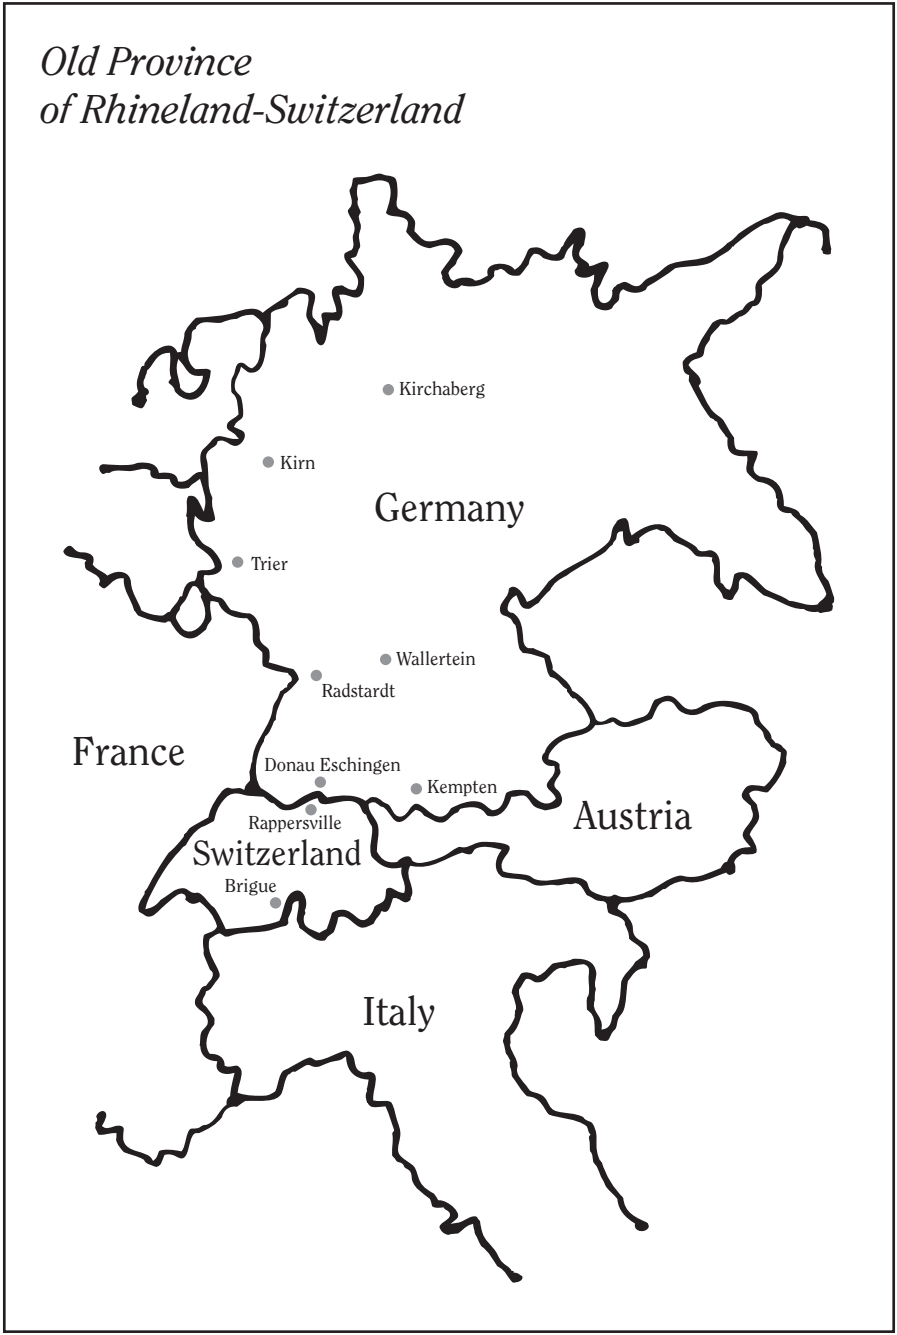 Old Province
of Rhineland-Switzerland
Kirchaberg
Kirn
Germany
Trier
Wallertein
Radstardt
France
Donau Eschingen
Kempten
Austria
Rappersville
Switzerland
Brigue
Italy